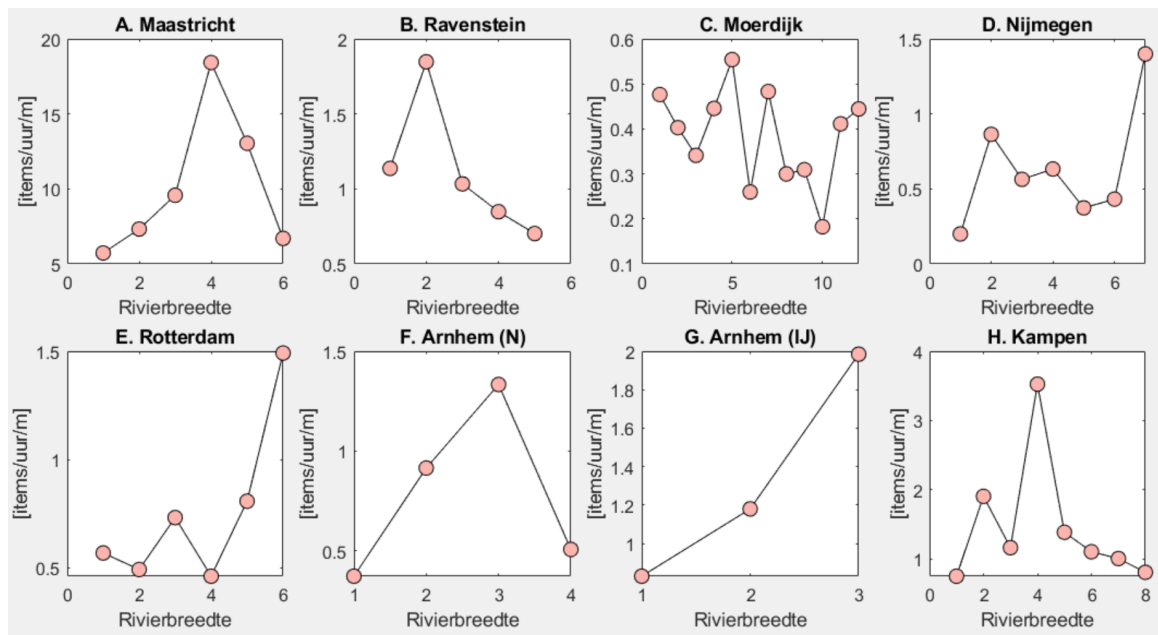 A. Maastricht
20
15
10
5
[items/uur/m]
0 2 4 6
Rivierbreedte
B. Ravenstein
2
1.5
1
0.5
[items/uur/m]
0 2 4 6
Rivierbreedte
C. Moerdijk
0.6
0.5
0.4
0.3
0.2
0.1
[items/uur/m]
0 5 10
Rivierbreedte
D. Nijmegen
1.5
1
0.5
0
[items/uur/m]
0 2 4 6
Rivierbreedte
E. Rotterdam
1.5
1
0.5
[items/uur/m]
0 2 4 6
Rivierbreedte
F. Arnhem (N)
1.5
1
0.5
[items/uur/m]
1 2 3 4
Rivierbreedte
G. Arnhem (IJ)
2
1.8
1.6
1.4
1.2
1
[items/uur/m]
1 2 3
Rivierbreedte
H. Kampen
4
3
2
1
[items/uur/m]
0 2 4 6 8
Rivierbreedte